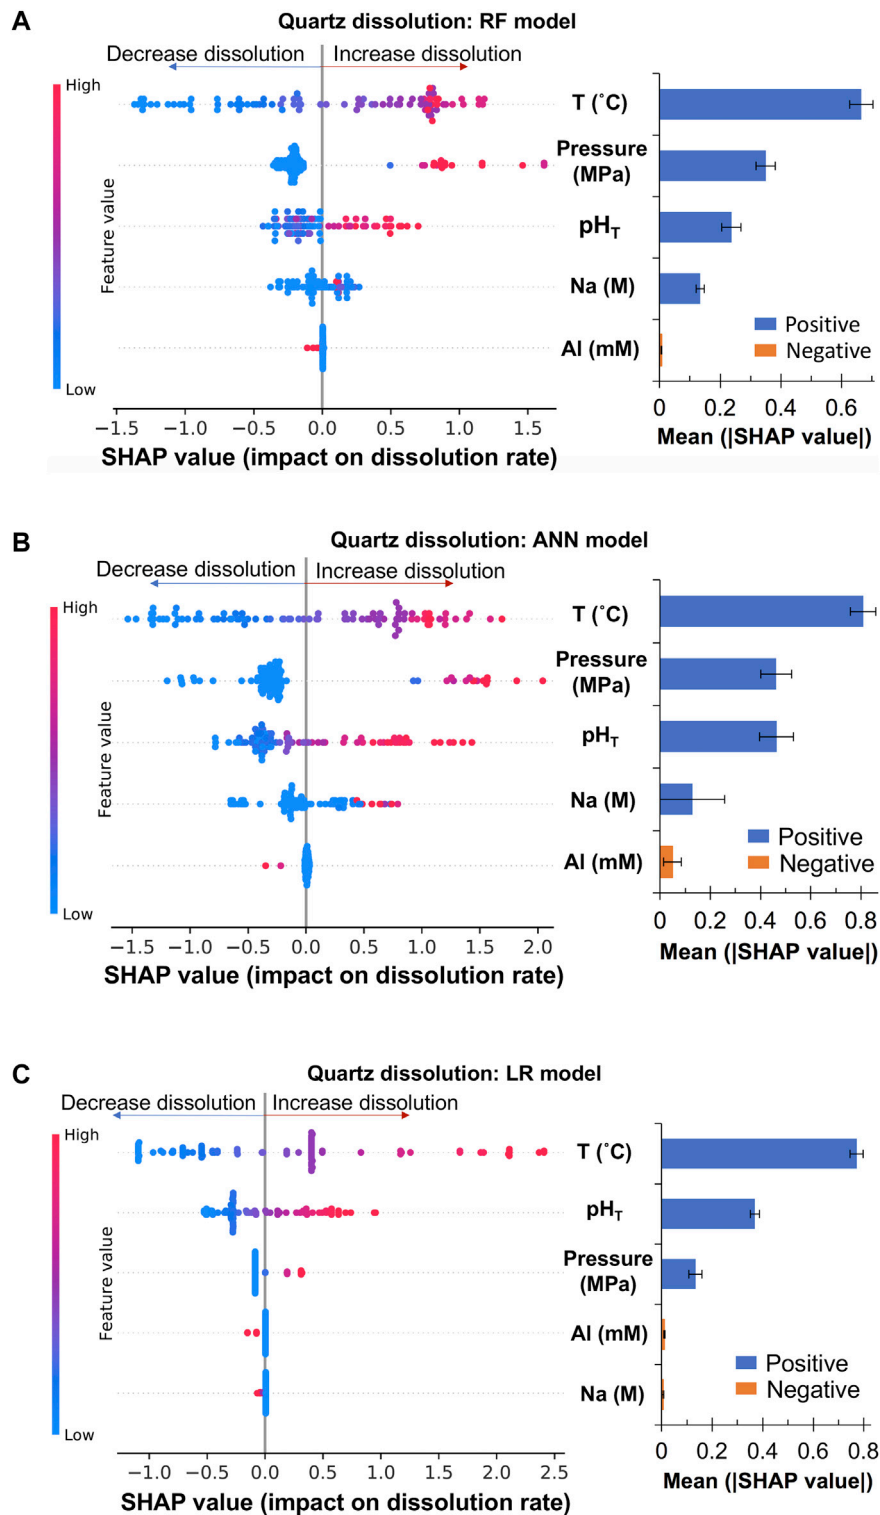 A
Quartz dissolution: RF model
Decrease dissolution
Increase dissolution
High
Feature value
Low
T (˚C)
Pressure
(MPa)
pH_T
Na (M)
Al (mM)
Positive
Negative
−1.5 −1.0 −0.5 0.0 0.5 1.0 1.5
SHAP value (impact on dissolution rate)
0 0.2 0.4 0.6
Mean (|SHAP value|)
B
Quartz dissolution: ANN model
Decrease dissolution
Increase dissolution
High
Feature value
Low
T (˚C)
Pressure
(MPa)
pH_T
Na (M)
Al (mM)
Positive
Negative
−1.5 −1.0 −0.5 0.0 0.5 1.0 1.5 2.0
SHAP value (impact on dissolution rate)
0 0.2 0.4 0.6 0.8
Mean (|SHAP value|)
C
Quartz dissolution: LR model
Decrease dissolution
Increase dissolution
High
Feature value
Low
T (˚C)
pH_T
Pressure
(MPa)
Al (mM)
Na (M)
Positive
Negative
−1.0 −0.5 0.0 0.5 1.0 1.5 2.0 2.5
SHAP value (impact on dissolution rate)
0 0.2 0.4 0.6 0.8
Mean (|SHAP value|)